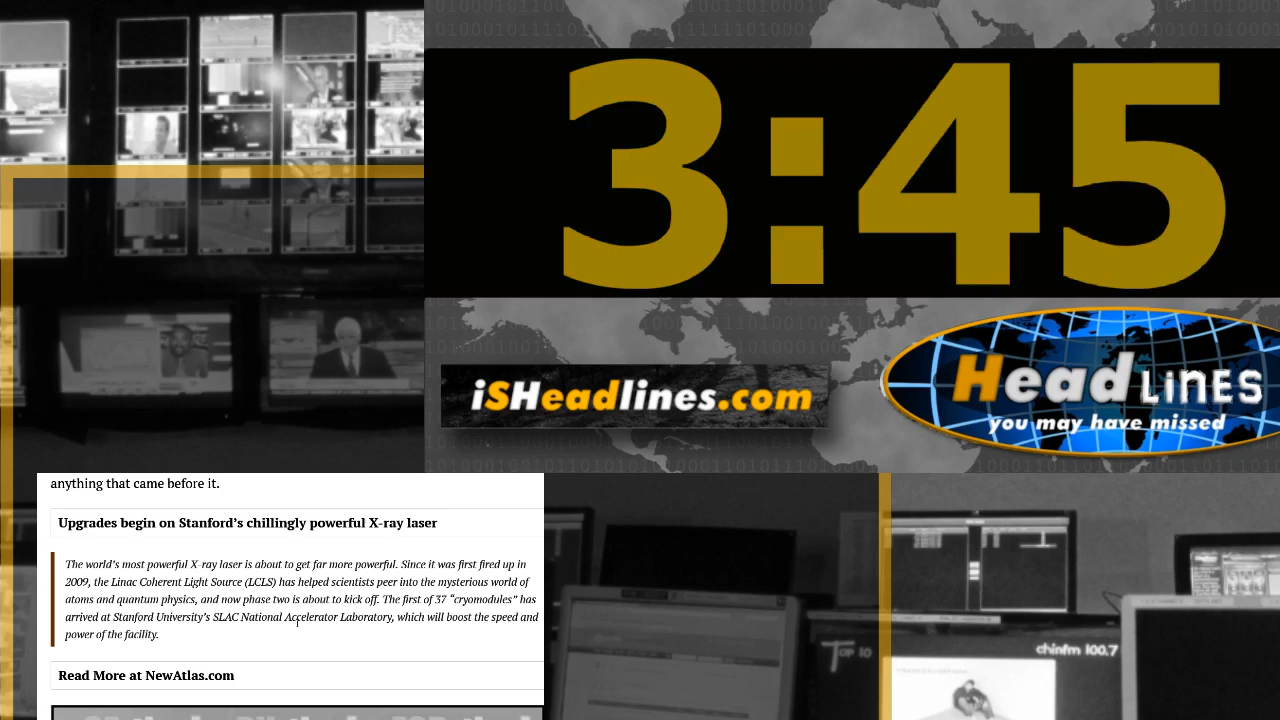 3:45
iSHeadlines.com
HeadLINES
you may have missed
anything that came before it.
Upgrades begin on Stanford's chillingly powerful X-ray laser
The world's most powerful X-ray laser is about to get far more powerful. Since it was first fired up in
2009, the Linac Coherent Light Source (LCLS) has helped scientists peer into the mysterious world of
atoms and quantum physics, and now phase two is about to kick off. The first of 37 “cryomodules” has
arrived at Stanford University's SLAC National Accelerator Laboratory, which will boost the speed and
power of the facility.
Read More at NewAtlas.com
TOP 10
chinfm 100.7